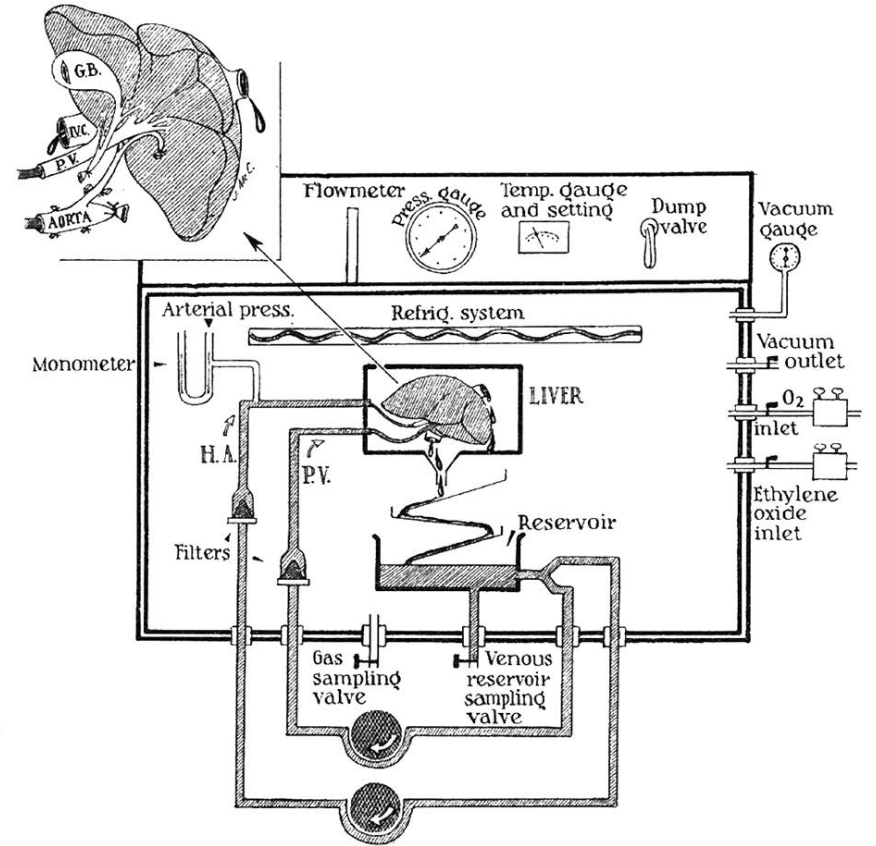 G.B.
I.V.C.
P.V.
AORTA
Flowmeter
Press. gauge
Temp. gauge
and setting
Dump
valve
Vacuum
gauge
Arterial press.
Refrig. system
Monometer
Vacuum
outlet
LIVER
O2
inlet
H.A.
P.V.
Ethylene
oxide
inlet
Reservoir
Filters
Gas
sampling
valve
Venous
reservoir
sampling
valve